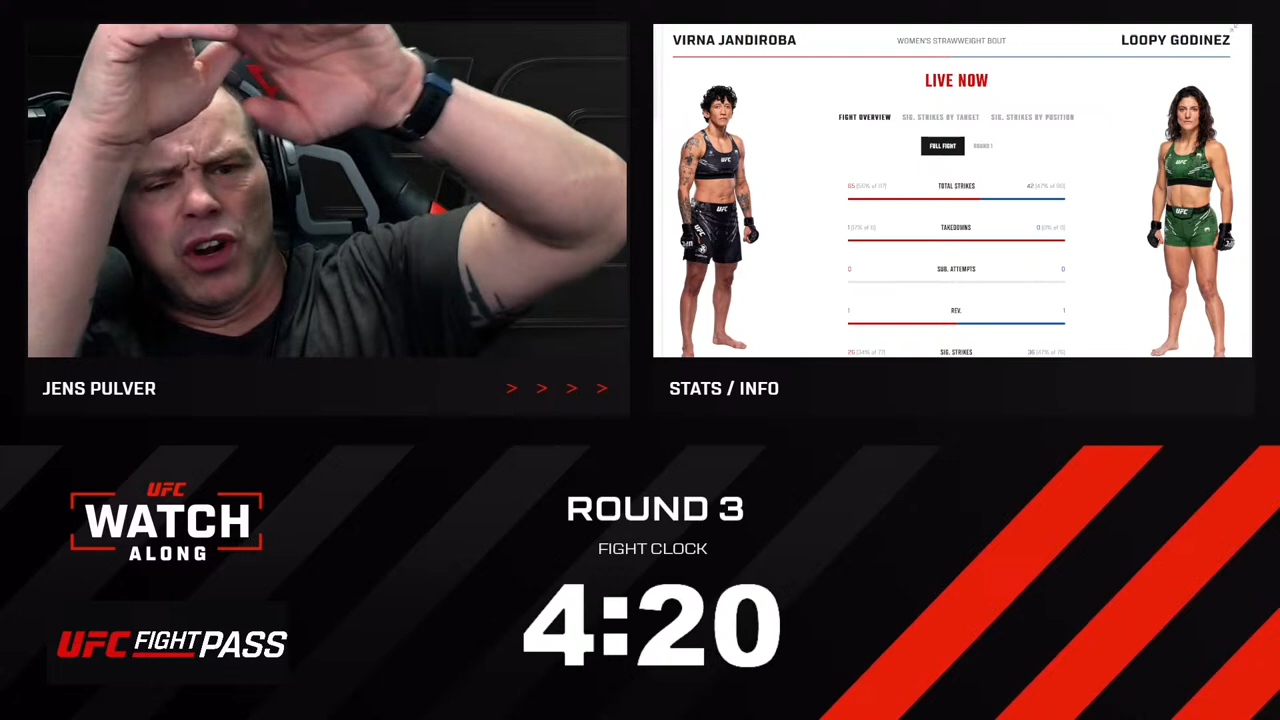 VIRNA JANDIROBA
WOMEN'S STRAWWEIGHT BOUT
LOOPY GODINEZ
LIVE NOW
FIGHT OVERVIEW
SIG. STRIKES BY TARGET
SIG. STRIKES BY POSITION
FULL FIGHT
ROUND 1
TOTAL STRIKES
TAKEDOWNS
0 SUB. ATTEMPTS 0
1 REV. 1
SIG. STRIKES
JENS PULVER
> > > >
STATS / INFO
UFC
WATCH
ALONG
UFC FIGHT PASS
ROUND 3
FIGHT CLOCK
4:20